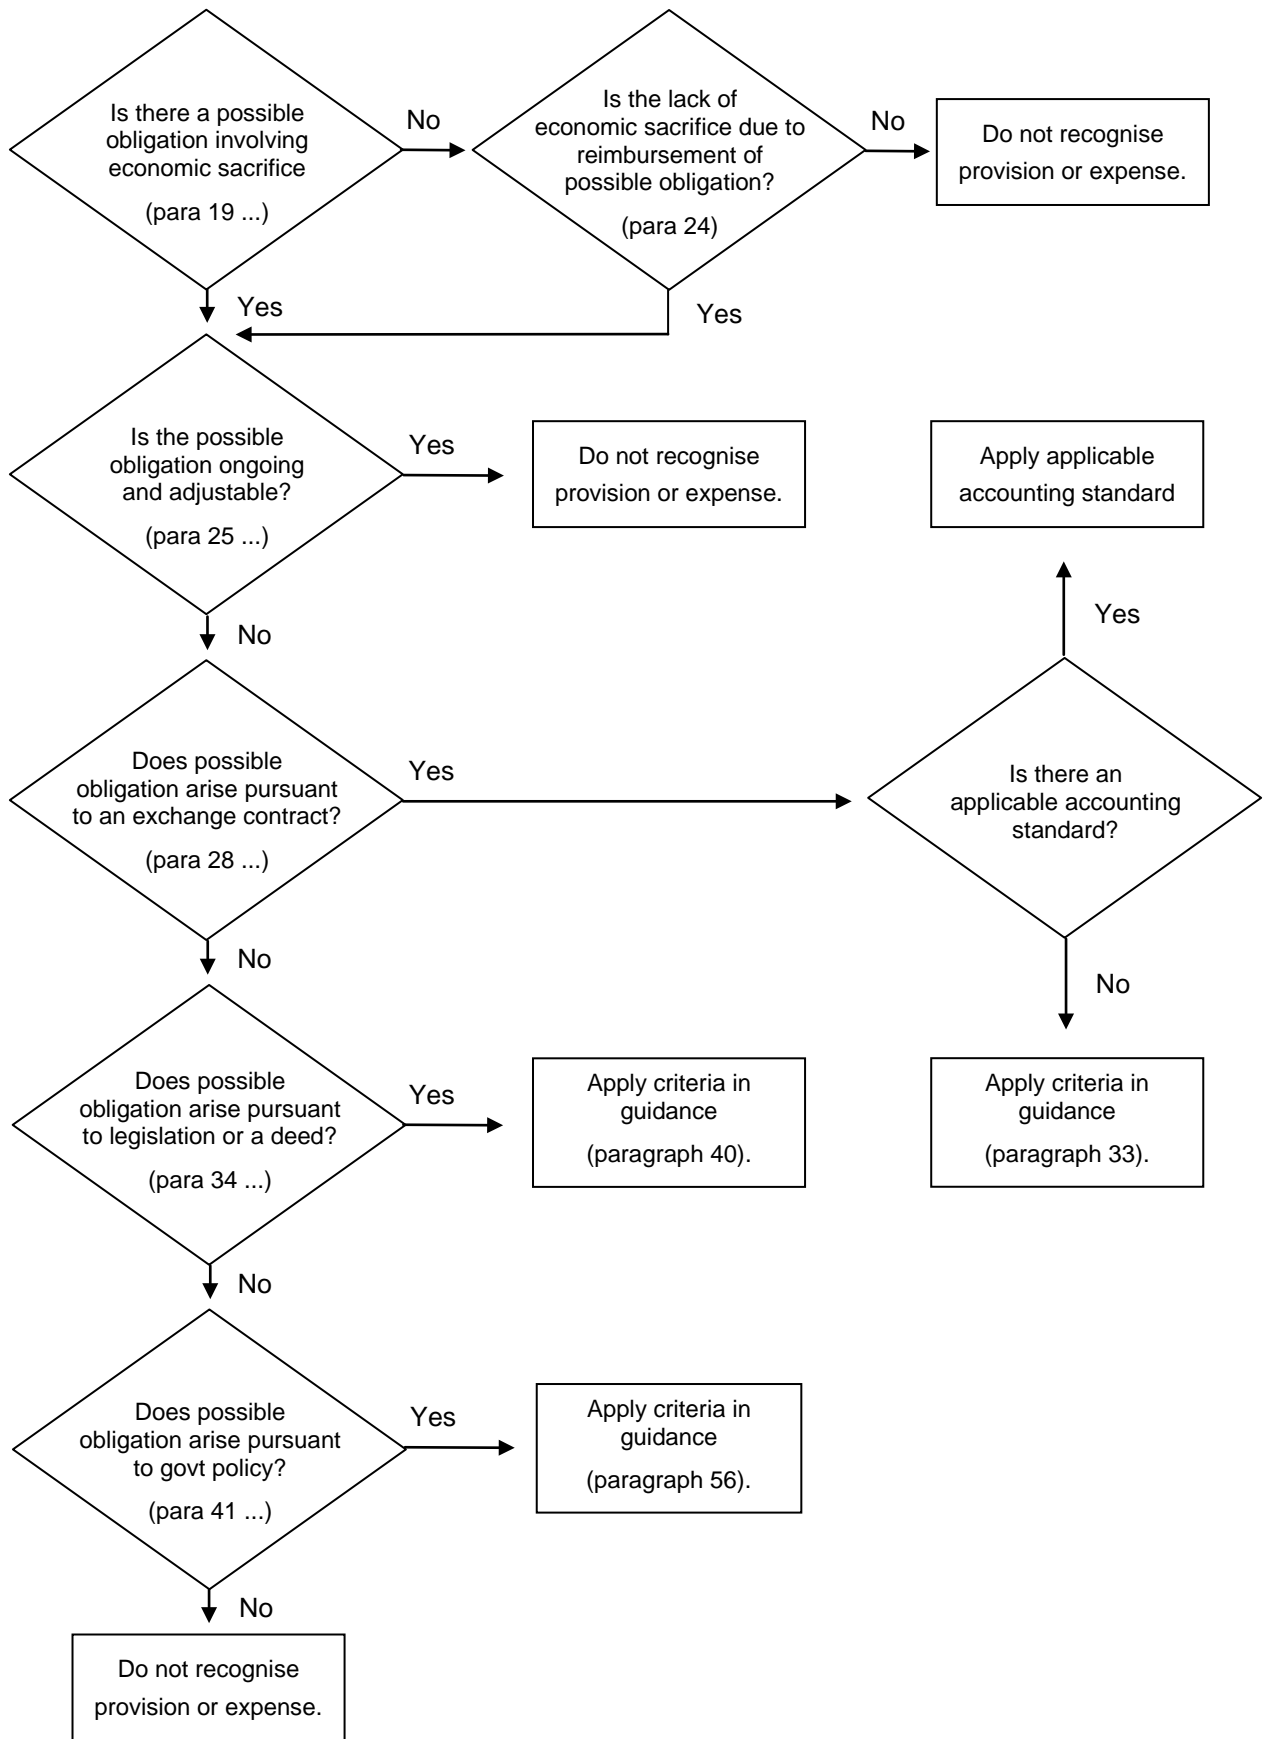 Is there a possible
obligation involving
economic sacrifice
(para 19 ...)
No
Is the lack of
economic sacrifice due to
reimbursement of
possible obligation?
(para 24)
No
Do not recognise
provision or expense.
Yes
Yes
Is the possible
obligation ongoing
and adjustable?
(para 25 ...)
Yes
Do not recognise
provision or expense.
Apply applicable
accounting standard
Yes
No
Does possible
obligation arise pursuant
to an exchange contract?
(para 28 ...)
Yes
Is there an
applicable accounting
standard?
No
No
Does possible
obligation arise pursuant
to legislation or a deed?
(para 34 ...)
Yes
Apply criteria in
guidance
(paragraph 40).
Apply criteria in
guidance
(paragraph 33).
No
Does possible
obligation arise pursuant
to govt policy?
(para 41 ...)
Yes
Apply criteria in
guidance
(paragraph 56).
No
Do not recognise
provision or expense.